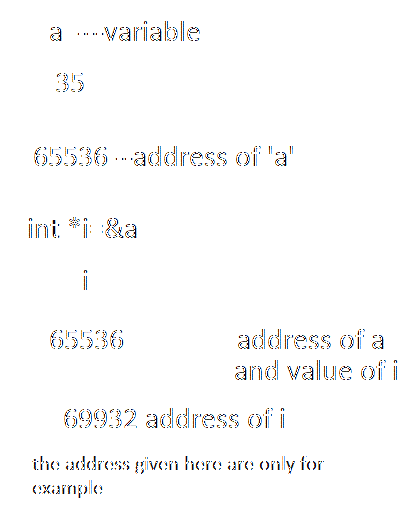 a ---variable
35
65536 --address of 'a'
int *i=&a
i
65536 address of a
and value of i
69932 address of i
the address given here are only for
example